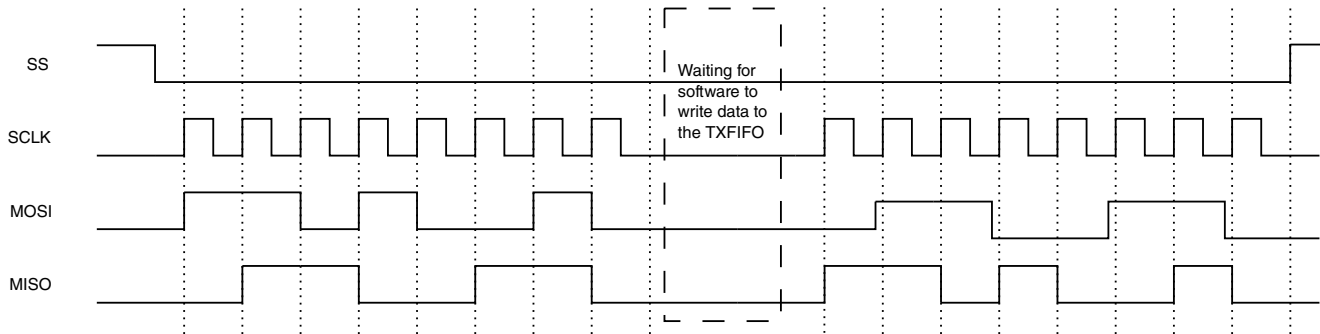 SS
Waiting for
software to
write data to
the TXFIFO
SCLK
MOSI
MISO